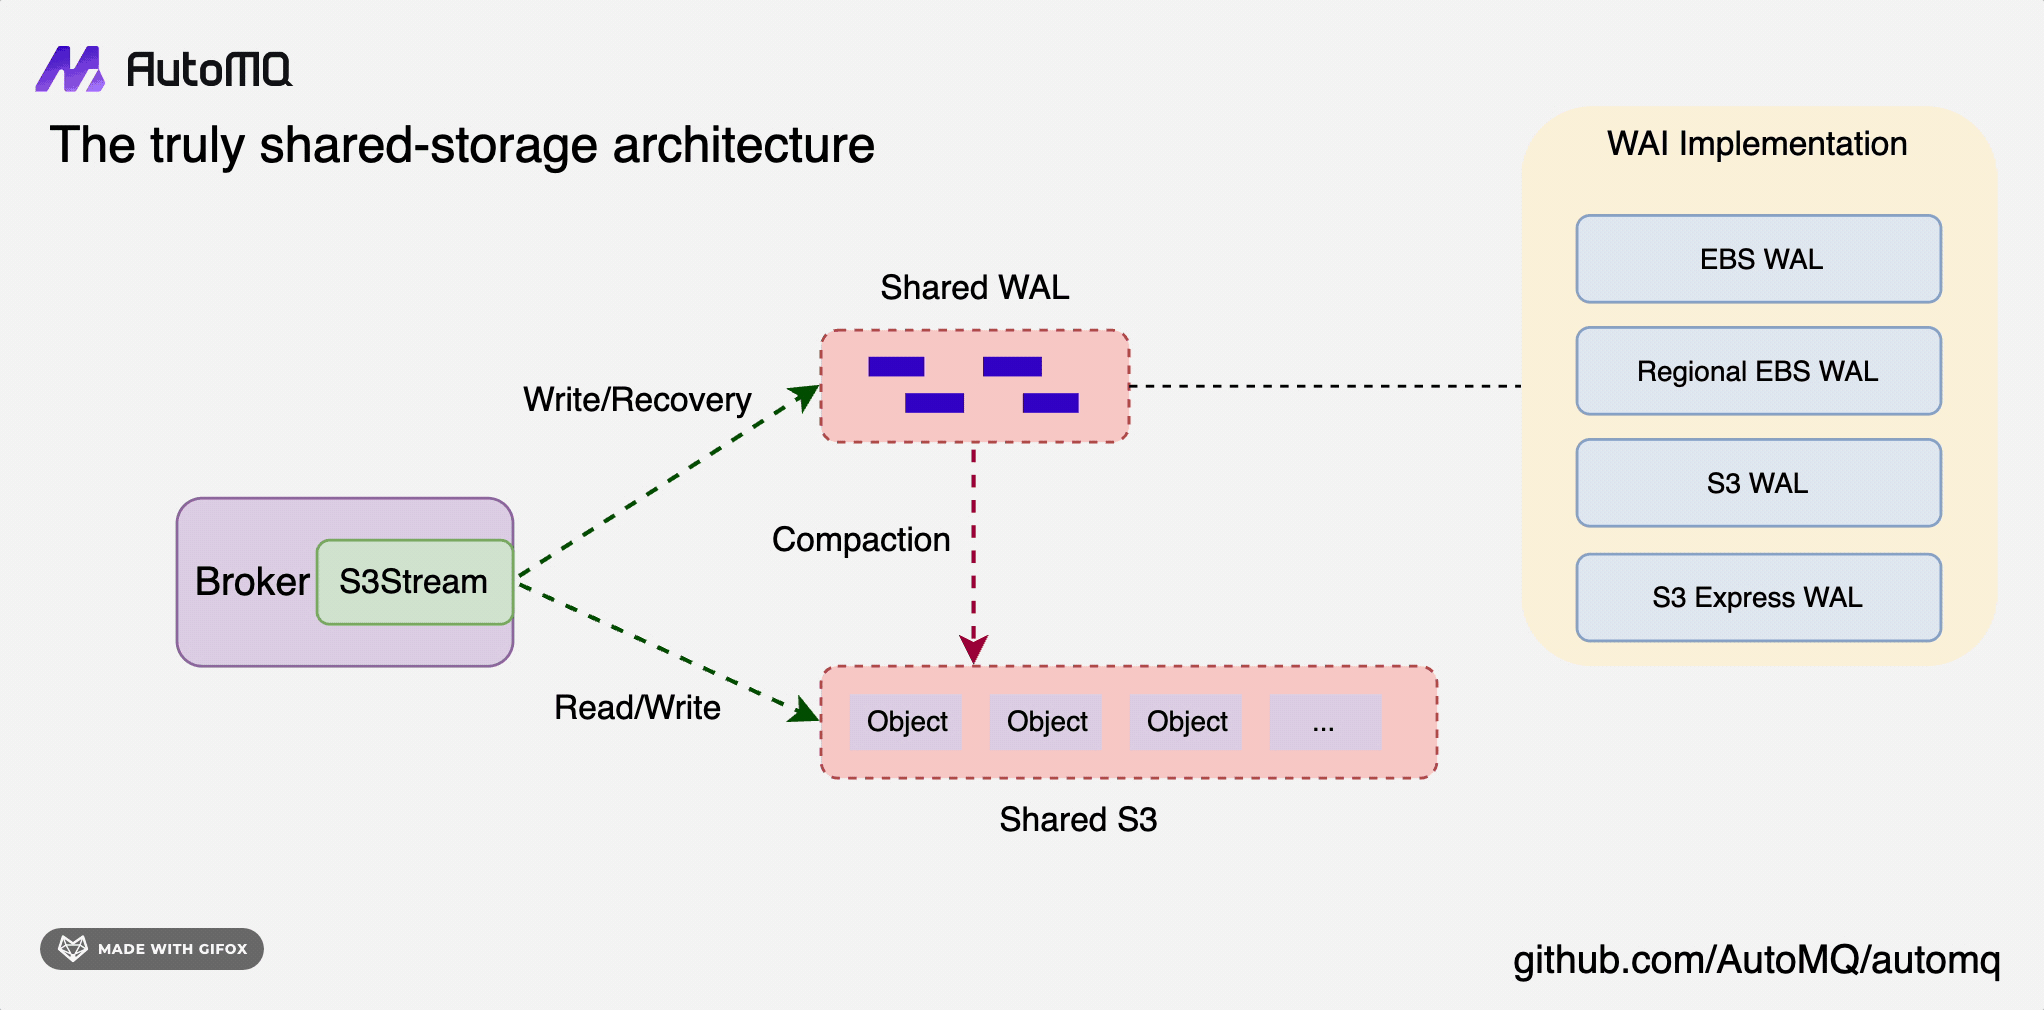 AutoMQ
The truly shared-storage architecture
WAI Implementation
EBS WAL
Regional EBS WAL
S3 WAL
S3 Express WAL
Shared WAL
Write/Recovery
Compaction
Broker
S3Stream
Read/Write
Object Object Object ...
Shared S3
MADE WITH GIFOX
github.com/AutoMQ/automq